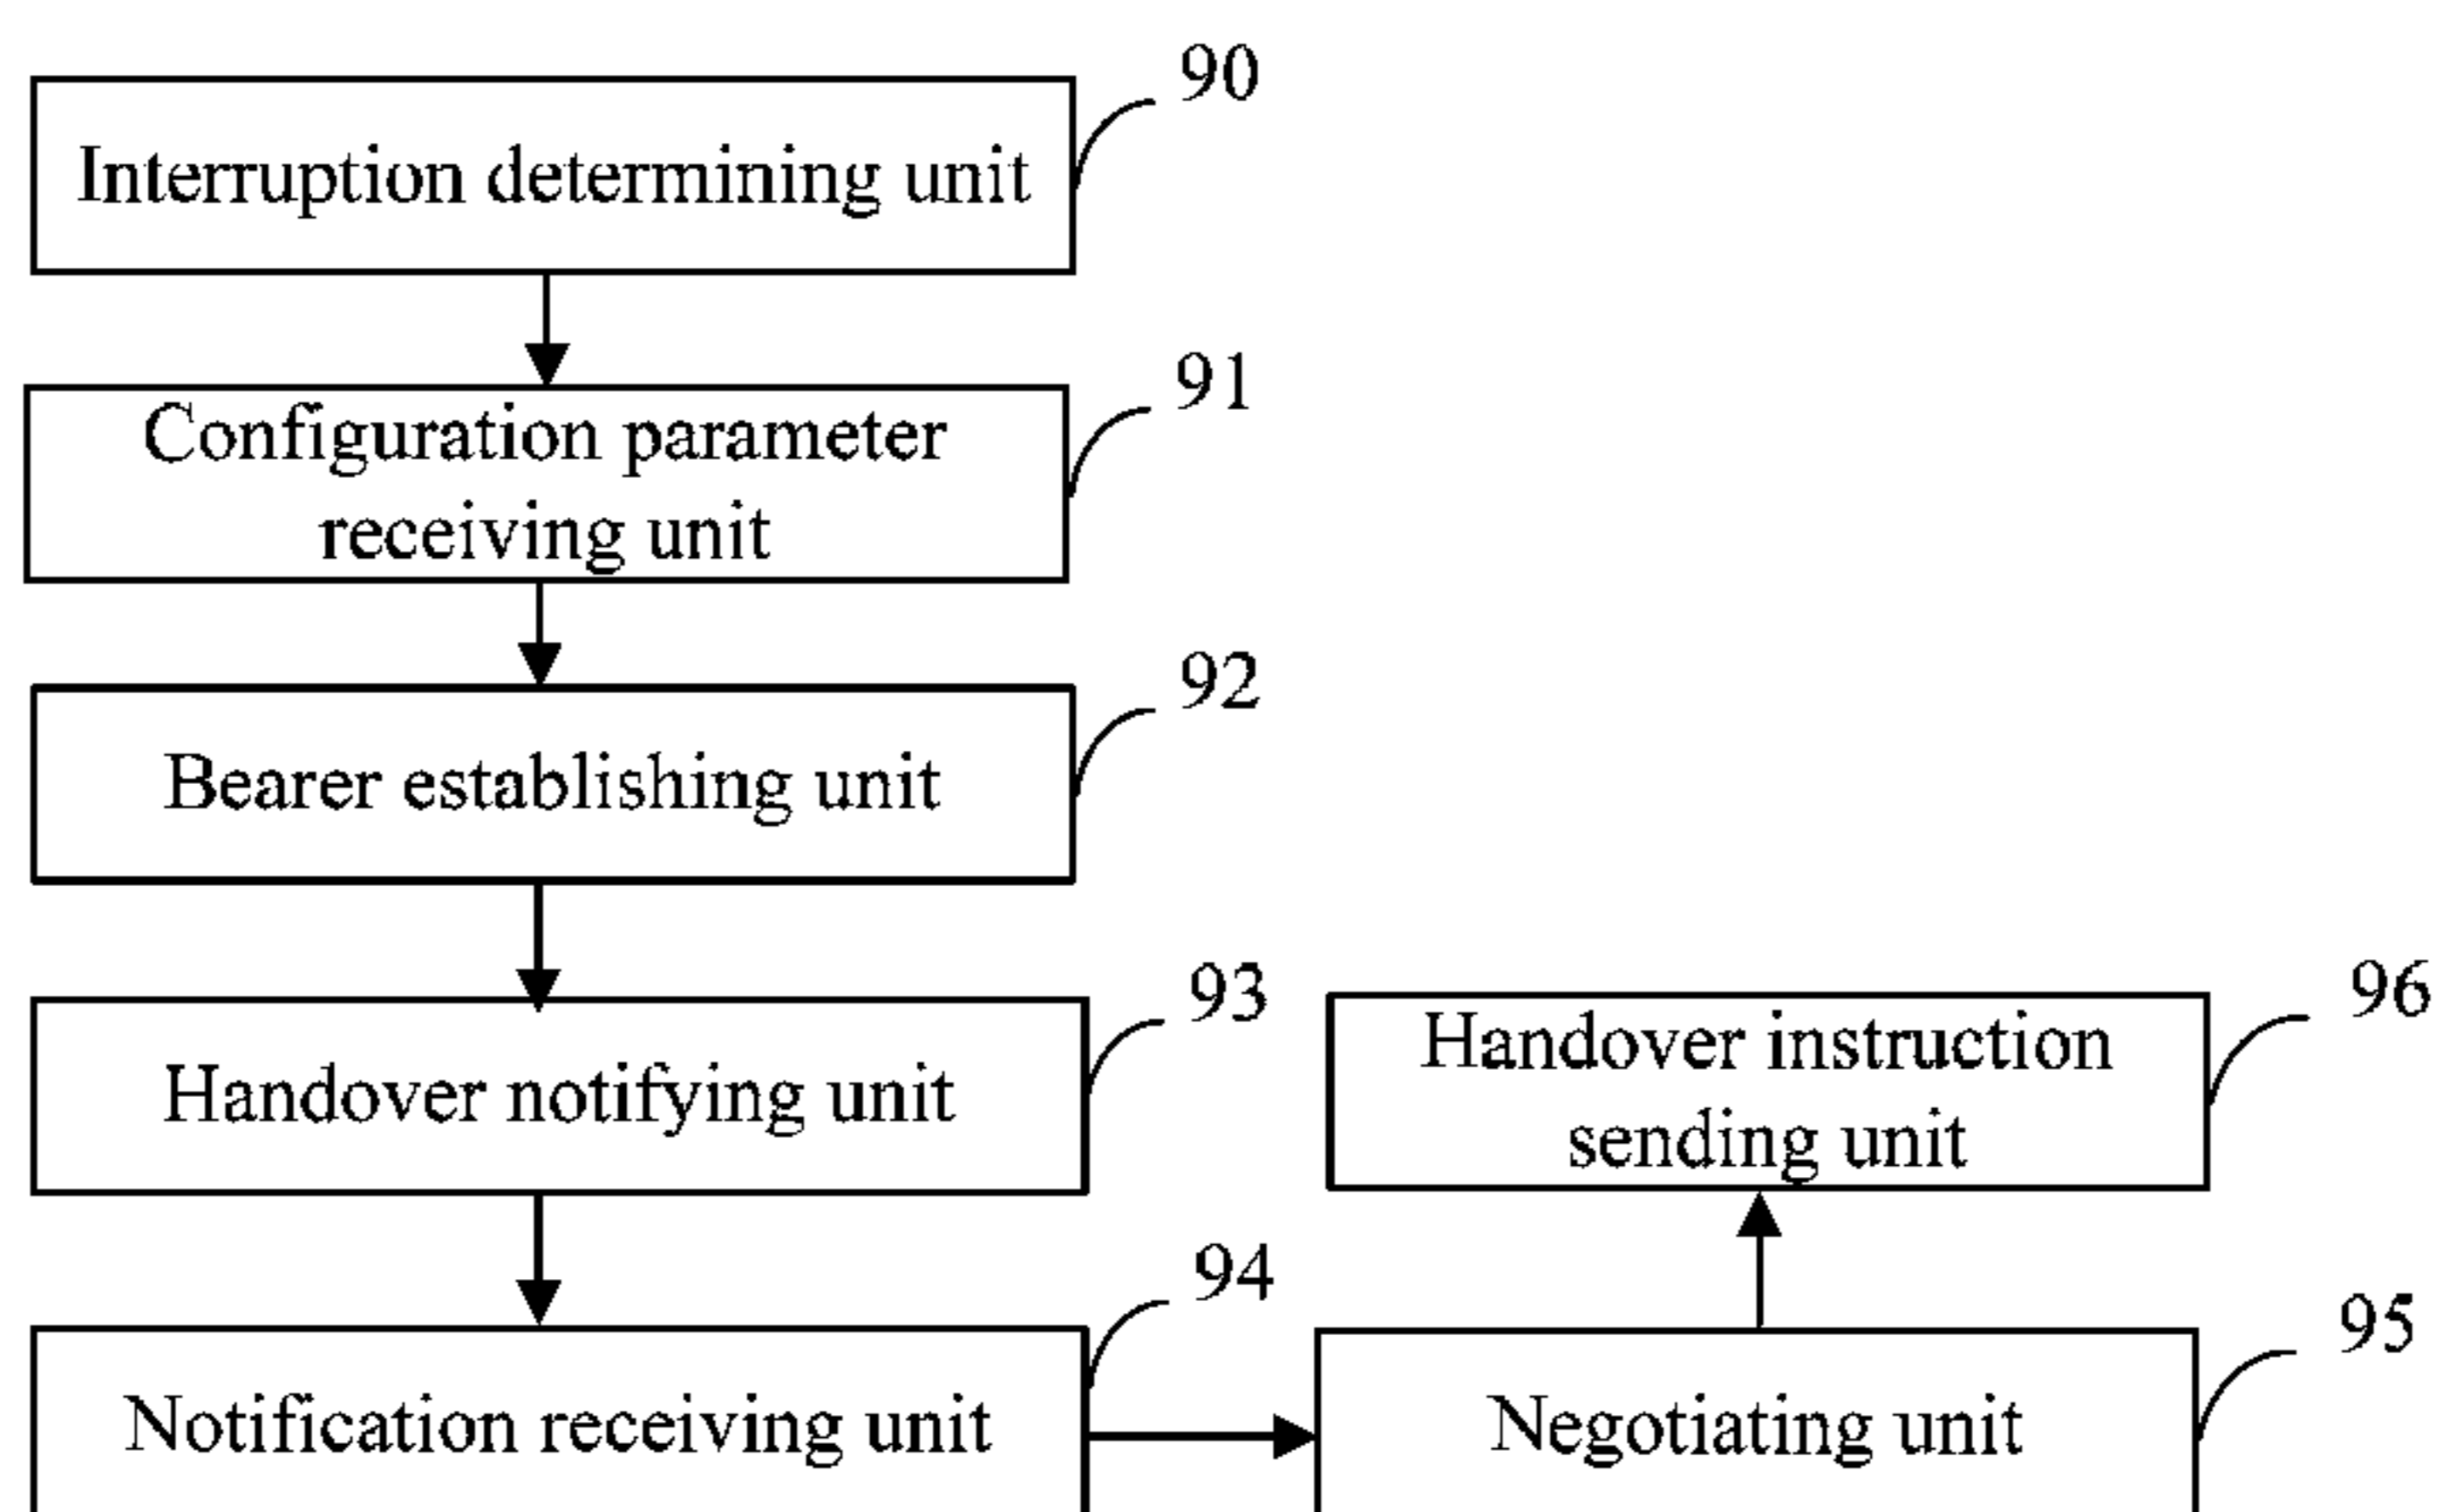 90
Interruption determining unit
91
Configuration parameter
receiving unit
92
Bearer establishing unit
93
Handover notifying unit
96
Handover instruction
sending unit
94
Notification receiving unit
95
Negotiating unit